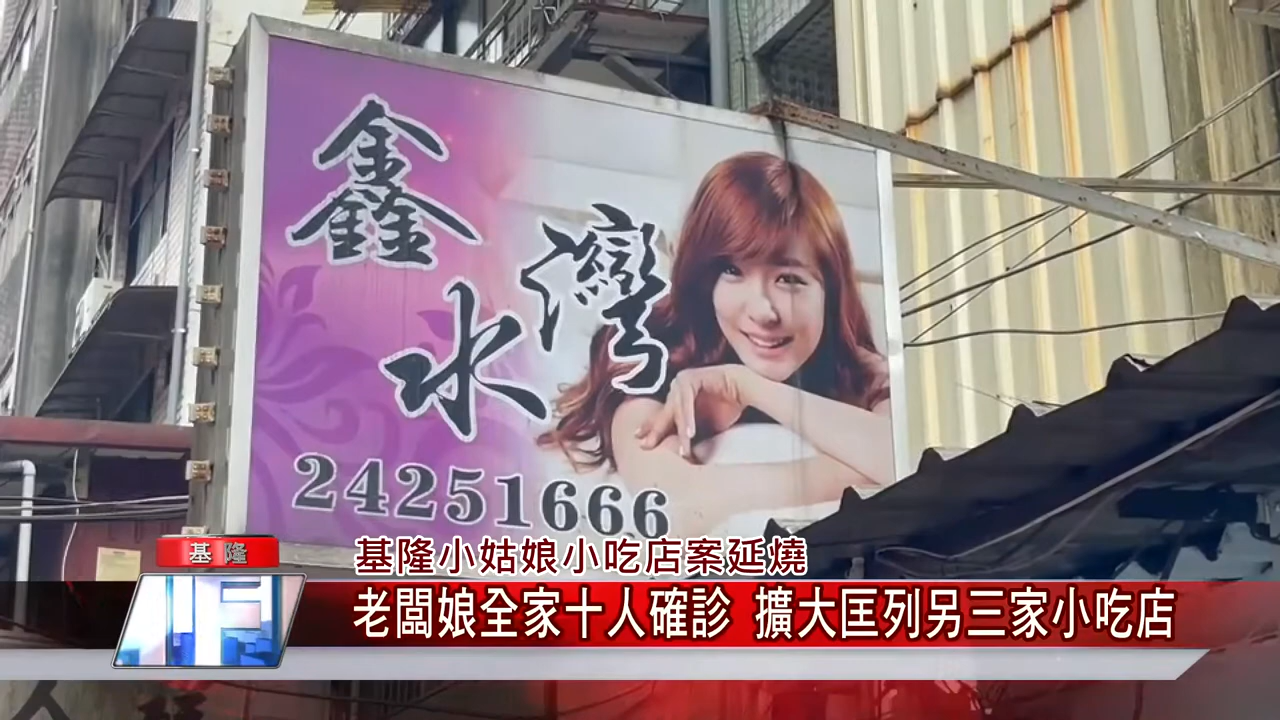 鑫
水灣
24251666
基隆
基隆小姑娘小吃店案延燒
老闆娘全家十人確診 擴大匡列另三家小吃店